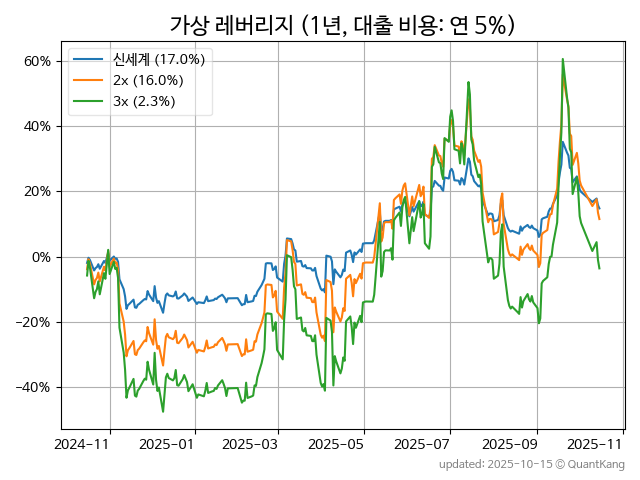 가상 레버리지 (1년, 대출 비용: 연 5%)
신세계 (17.0%)
2x (16.0%)
3x (2.3%)
60%
40%
20%
0%
−20%
−40%
2024-11 2025-01 2025-03 2025-05 2025-07 2025-09 2025-11
updated: 2025-10-15 © QuantKang